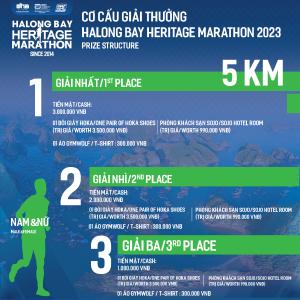 HALONG BAY
HERITAGE
MARATHON
SINCE 2014
CƠ CẤU GIẢI THƯỞNG
HALONG BAY HERITAGE MARATHON 2023
PRIZE STRUCTURE
5 KM
1
GIẢI NHẤT/1ST PLACE
TIỀN MẶT/CASH:
3.000.000 VNĐ
01 ĐÔI GIÀY HOKA/ONE PAIR OF HOKA SHOES
(TRỊ GIÁ/WORTH 3.500.000 VNĐ)
PHÒNG KHÁCH SẠN SOJO/SOJO HOTEL ROOM
(TRỊ GIÁ/WORTH 990.000 VNĐ)
01 ÁO GYMWOLF / T-SHIRT : 300.000 VNĐ
2
GIẢI NHÌ/2ND PLACE
TIỀN MẶT/CASH:
2.000.000 VNĐ
01 ĐÔI GIÀY HOKA/ONE PAIR OF HOKA SHOES
(TRỊ GIÁ/WORTH 3.500.000 VNĐ)
PHÒNG KHÁCH SẠN SOJO/SOJO HOTEL ROOM
(TRỊ GIÁ/WORTH 990.000 VNĐ)
01 ÁO GYMWOLF / T-SHIRT : 300.000 VNĐ
NAM &NỮ
MALE &FEMALE
3
GIẢI BA/3RD PLACE
TIỀN MẶT/CASH:
1.000.000 VNĐ
01 ĐÔI GIÀY HOKA/ONE PAIR OF HOKA SHOES
(TRỊ GIÁ/WORTH 3.500.000 VNĐ)
PHÒNG KHÁCH SẠN SOJO/SOJO HOTEL ROOM
(TRỊ GIÁ/WORTH 990.000 VNĐ)
01 ÁO GYMWOLF / T-SHIRT : 300.000 VNĐ